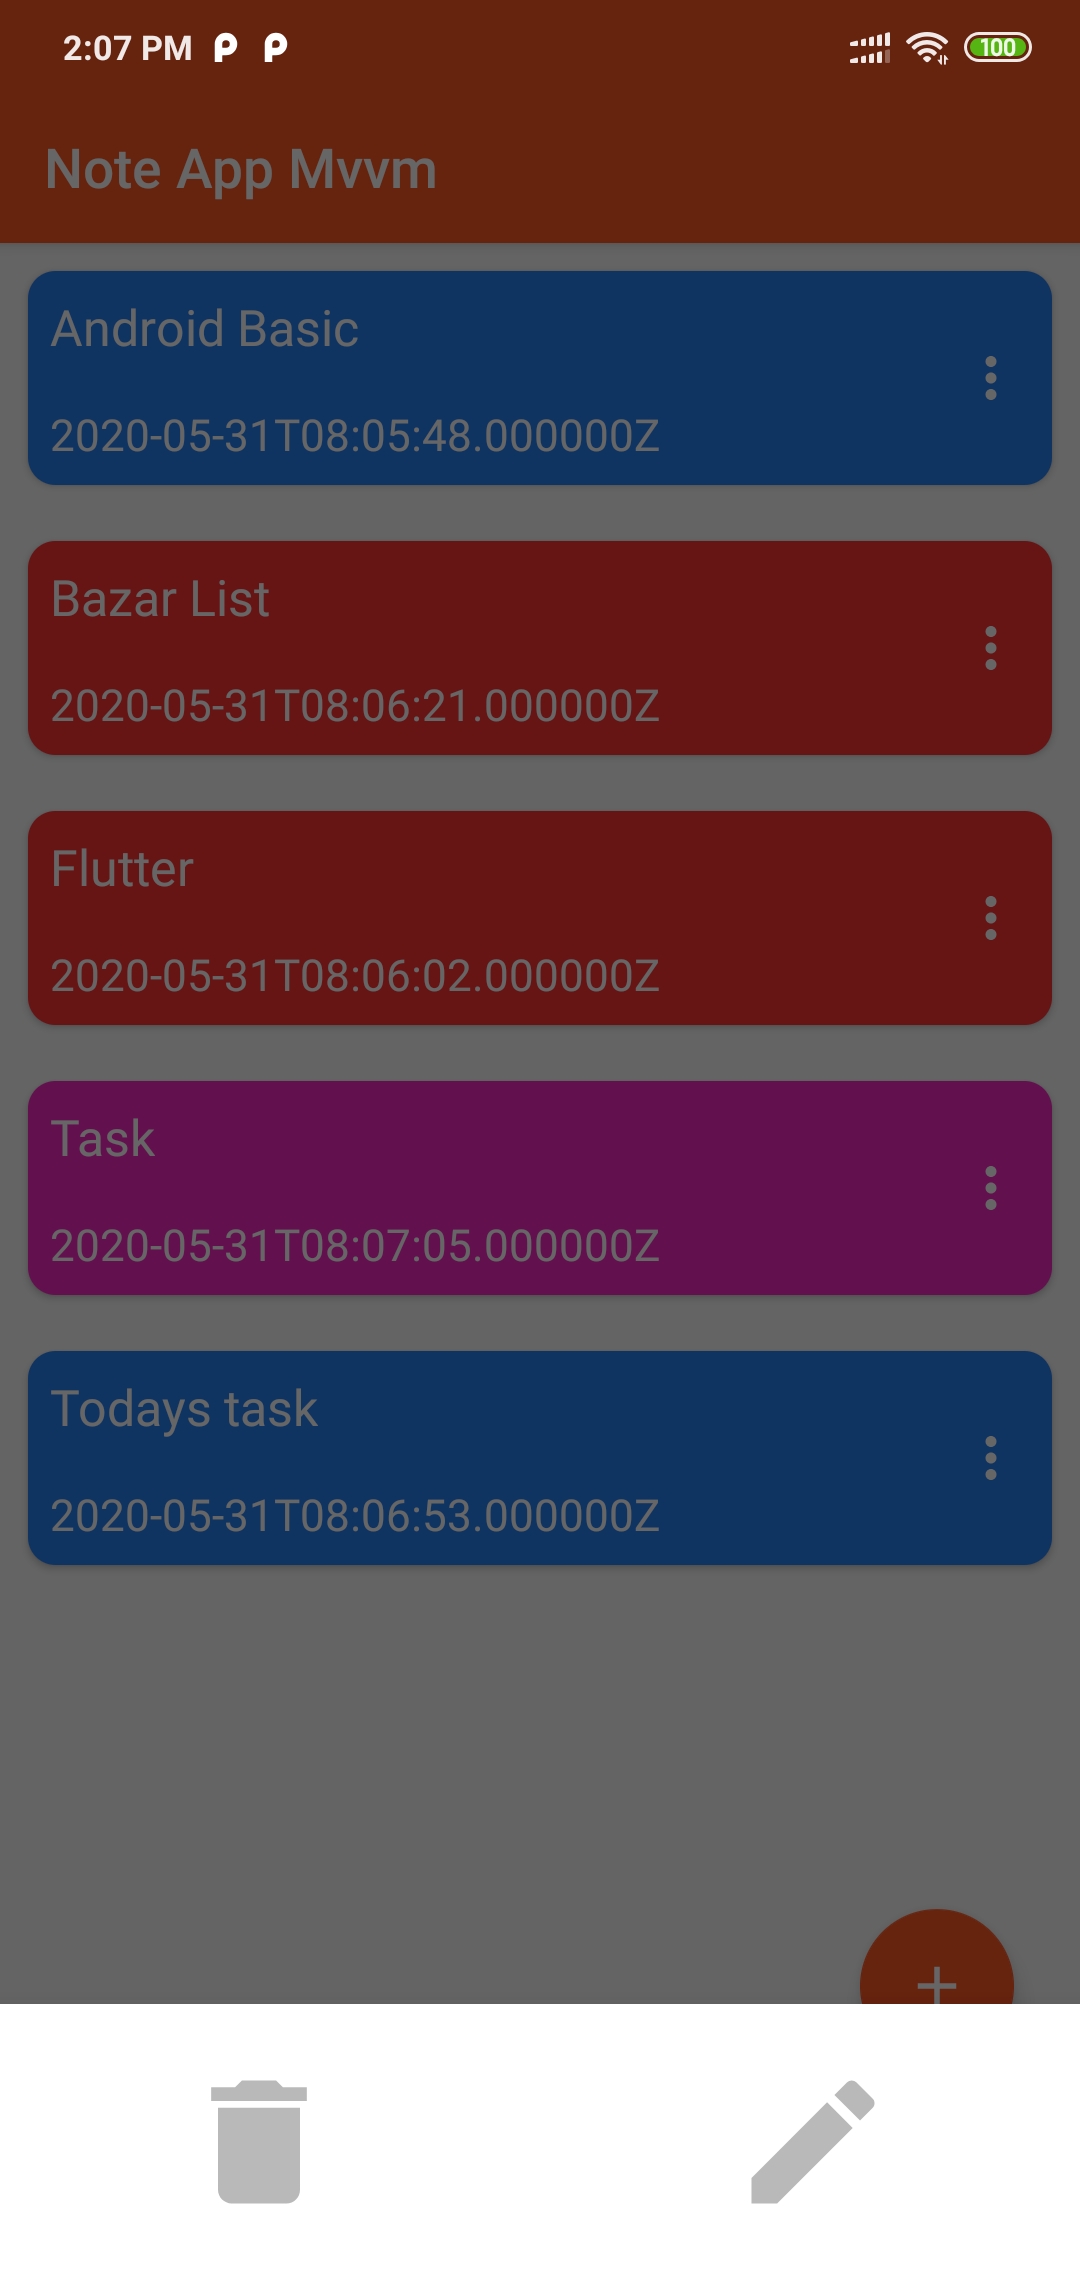 2:07 PM
100
Note App Mvvm
Android Basic
2020-05-31T08:05:48.000000Z
Bazar List
2020-05-31T08:06:21.000000Z
Flutter
2020-05-31T08:06:02.000000Z
Task
2020-05-31T08:07:05.000000Z
Todays task
2020-05-31T08:06:53.000000Z